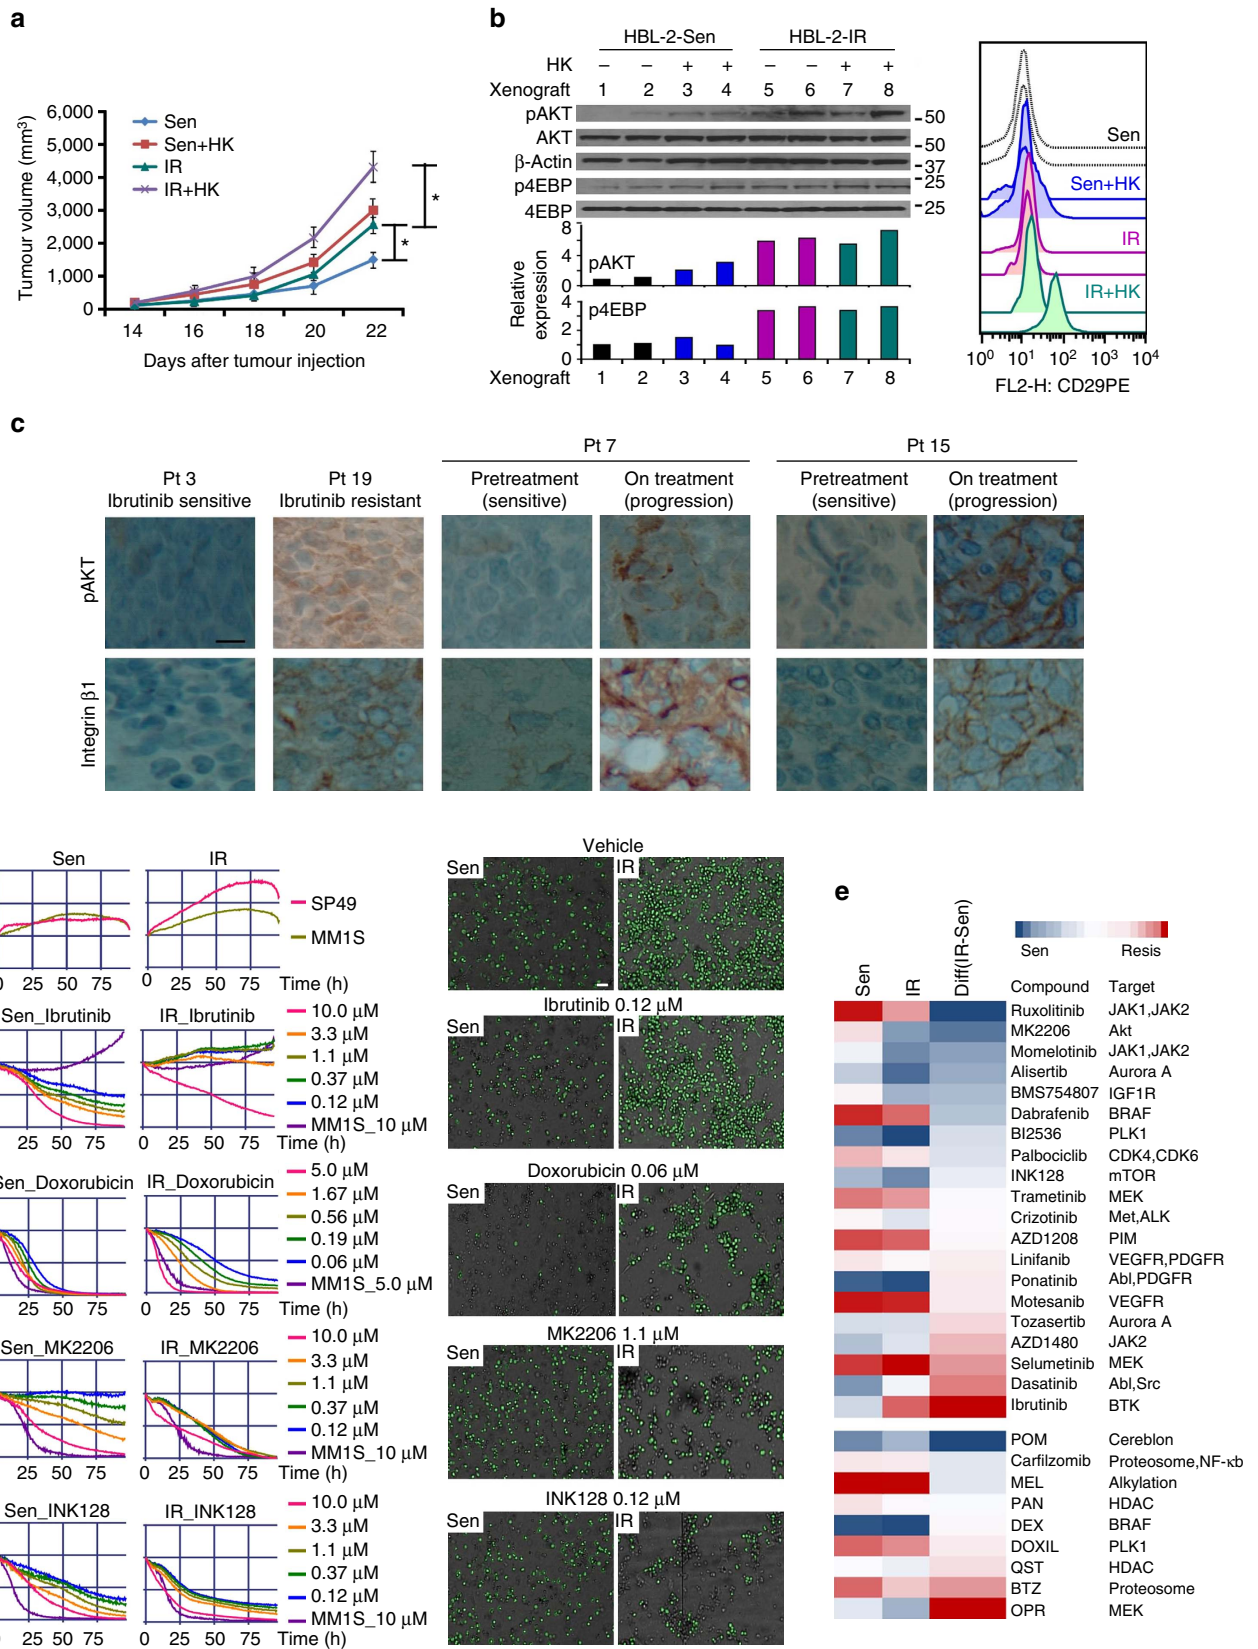 a
Tumour volume (mm³)
6,000
5,000
4,000
3,000
2,000
1,000
0
14 16 18 20 22
Days after tumour injection
Sen
Sen+HK
IR
IR+HK
*
*
b
HBL-2-Sen HBL-2-IR
HK – – + + – – + +
Xenograft 1 2 3 4 5 6 7 8
pAKT -50
AKT -50
β-Actin -37
p4EBP 25
4EBP -25
Relative expression
8
4
0
pAKT
4
2
0
p4EBP
Xenograft 1 2 3 4 5 6 7 8
Sen
Sen+HK
IR
IR+HK
10⁰ 10¹ 10² 10³ 10⁴
FL2-H: CD29PE
c
Pt 7 Pt 15
Pt 3 Ibrutinib sensitive
Pt 19 Ibrutinib resistant
Pretreatment (sensitive)
On treatment (progression)
Pretreatment (sensitive)
On treatment (progression)
pAKT
Integrin β1
Sen IR
SP49
MM1S
0 25 50 75 0 25 50 75 Time (h)
Sen_Ibrutinib IR_Ibrutinib
10.0 μM
3.3 μM
1.1 μM
0.37 μM
0.12 μM
MM1S_10 μM
25 50 75 0 25 50 75 Time (h)
Sen_Doxorubicin IR_Doxorubicin
5.0 μM
1.67 μM
0.56 μM
0.19 μM
0.06 μM
MM1S_5.0 μM
25 50 75 0 25 50 75 Time (h)
Sen_MK2206 IR_MK2206
10.0 μM
3.3 μM
1.1 μM
0.37 μM
0.12 μM
MM1S_10 μM
25 50 75 0 25 50 75 Time (h)
Sen_INK128 IR_INK128
10.0 μM
3.3 μM
1.1 μM
0.37 μM
0.12 μM
MM1S_10 μM
25 50 75 0 25 50 75 Time (h)
Vehicle
Sen IR
Ibrutinib 0.12 μM
Sen IR
Doxorubicin 0.06 μM
Sen IR
MK2206 1.1 μM
Sen IR
INK128 0.12 μM
Sen IR
e
Sen Resis
Sen IR Diff(IR-Sen) Compound Target
Ruxolitinib JAK1,JAK2
MK2206 Akt
Momelotinib JAK1,JAK2
Alisertib Aurora A
BMS754807 IGF1R
Dabrafenib BRAF
BI2536 PLK1
Palbociclib CDK4,CDK6
INK128 mTOR
Trametinib MEK
Crizotinib Met,ALK
AZD1208 PIM
Linifanib VEGFR,PDGFR
Ponatinib Abl,PDGFR
Motesanib VEGFR
Tozasertib Aurora A
AZD1480 JAK2
Selumetinib MEK
Dasatinib Abl,Src
Ibrutinib BTK
POM Cereblon
Carfilzomib Proteosome,NF-κb
MEL Alkylation
PAN HDAC
DEX BRAF
DOXIL PLK1
QST HDAC
BTZ Proteosome
OPR MEK